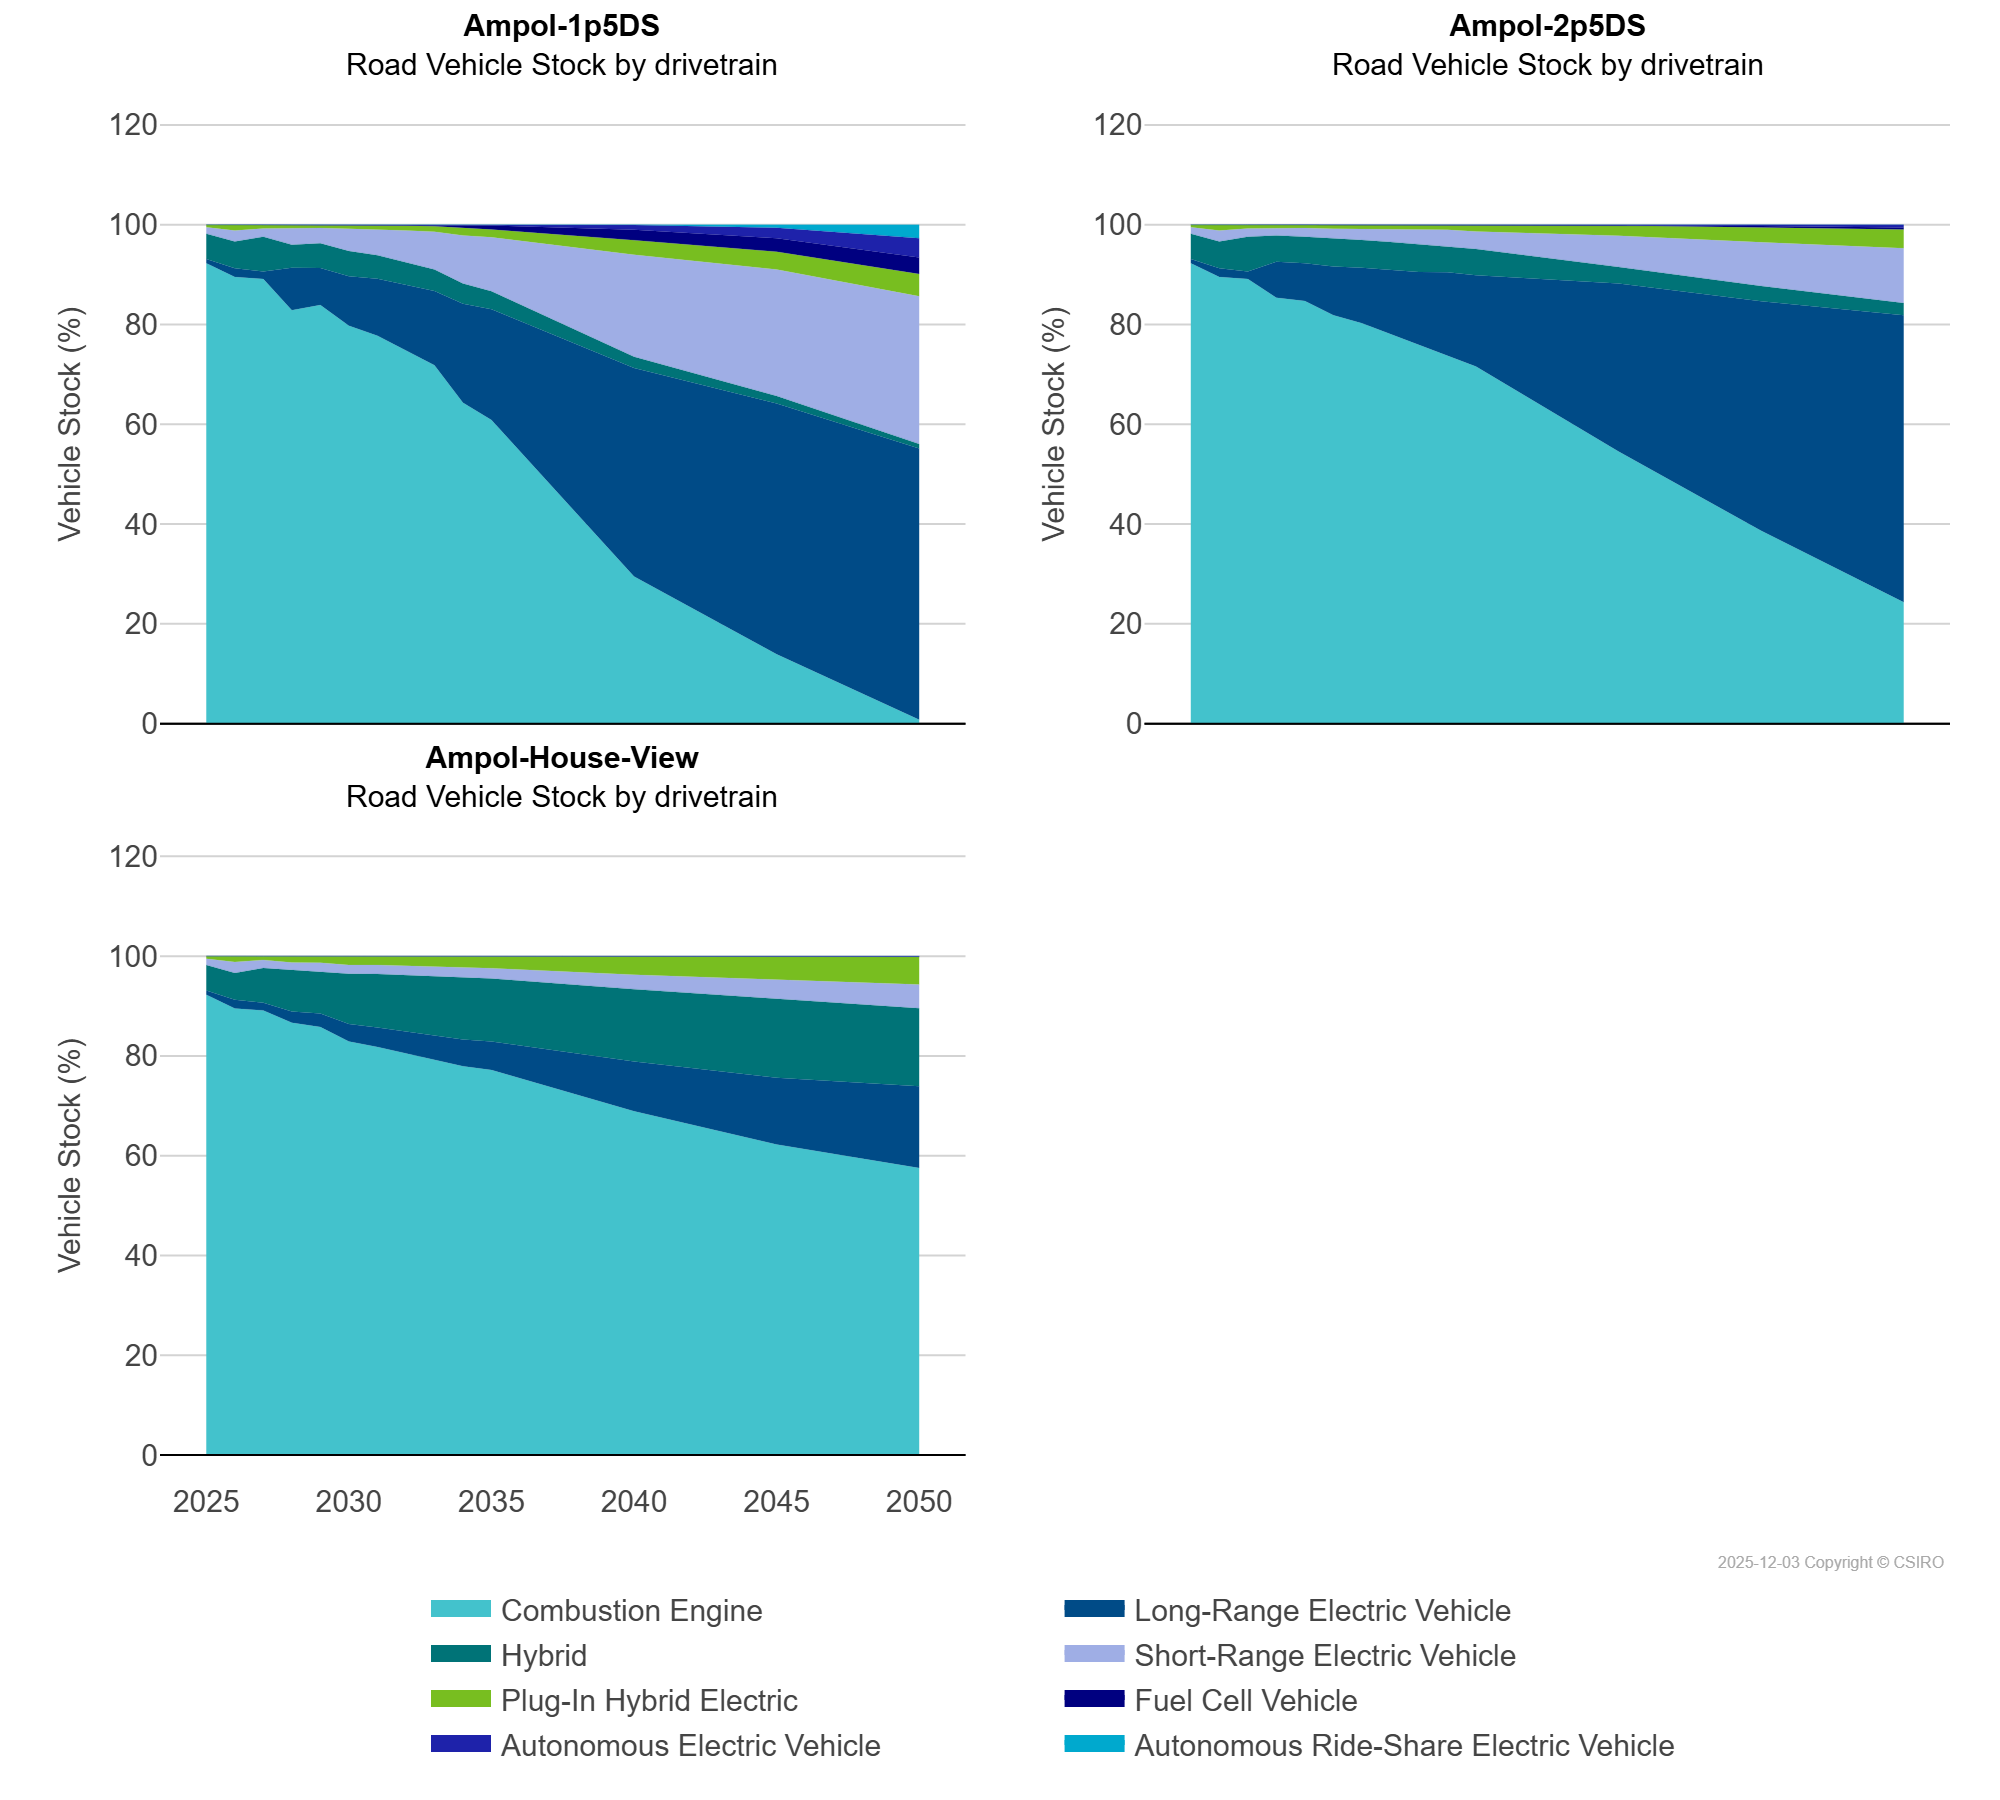 Ampol-1p5DS
Road Vehicle Stock by drivetrain
120
100
80
60
40
20
0
Vehicle Stock (%)
Ampol-2p5DS
Road Vehicle Stock by drivetrain
120
100
80
60
40
20
0
Vehicle Stock (%)
Ampol-House-View
Road Vehicle Stock by drivetrain
120
100
80
60
40
20
0
Vehicle Stock (%)
2025 2030 2035 2040 2045 2050
2025-12-03 Copyright © CSIRO
Combustion Engine
Long-Range Electric Vehicle
Hybrid
Short-Range Electric Vehicle
Plug-In Hybrid Electric
Fuel Cell Vehicle
Autonomous Electric Vehicle
Autonomous Ride-Share Electric Vehicle